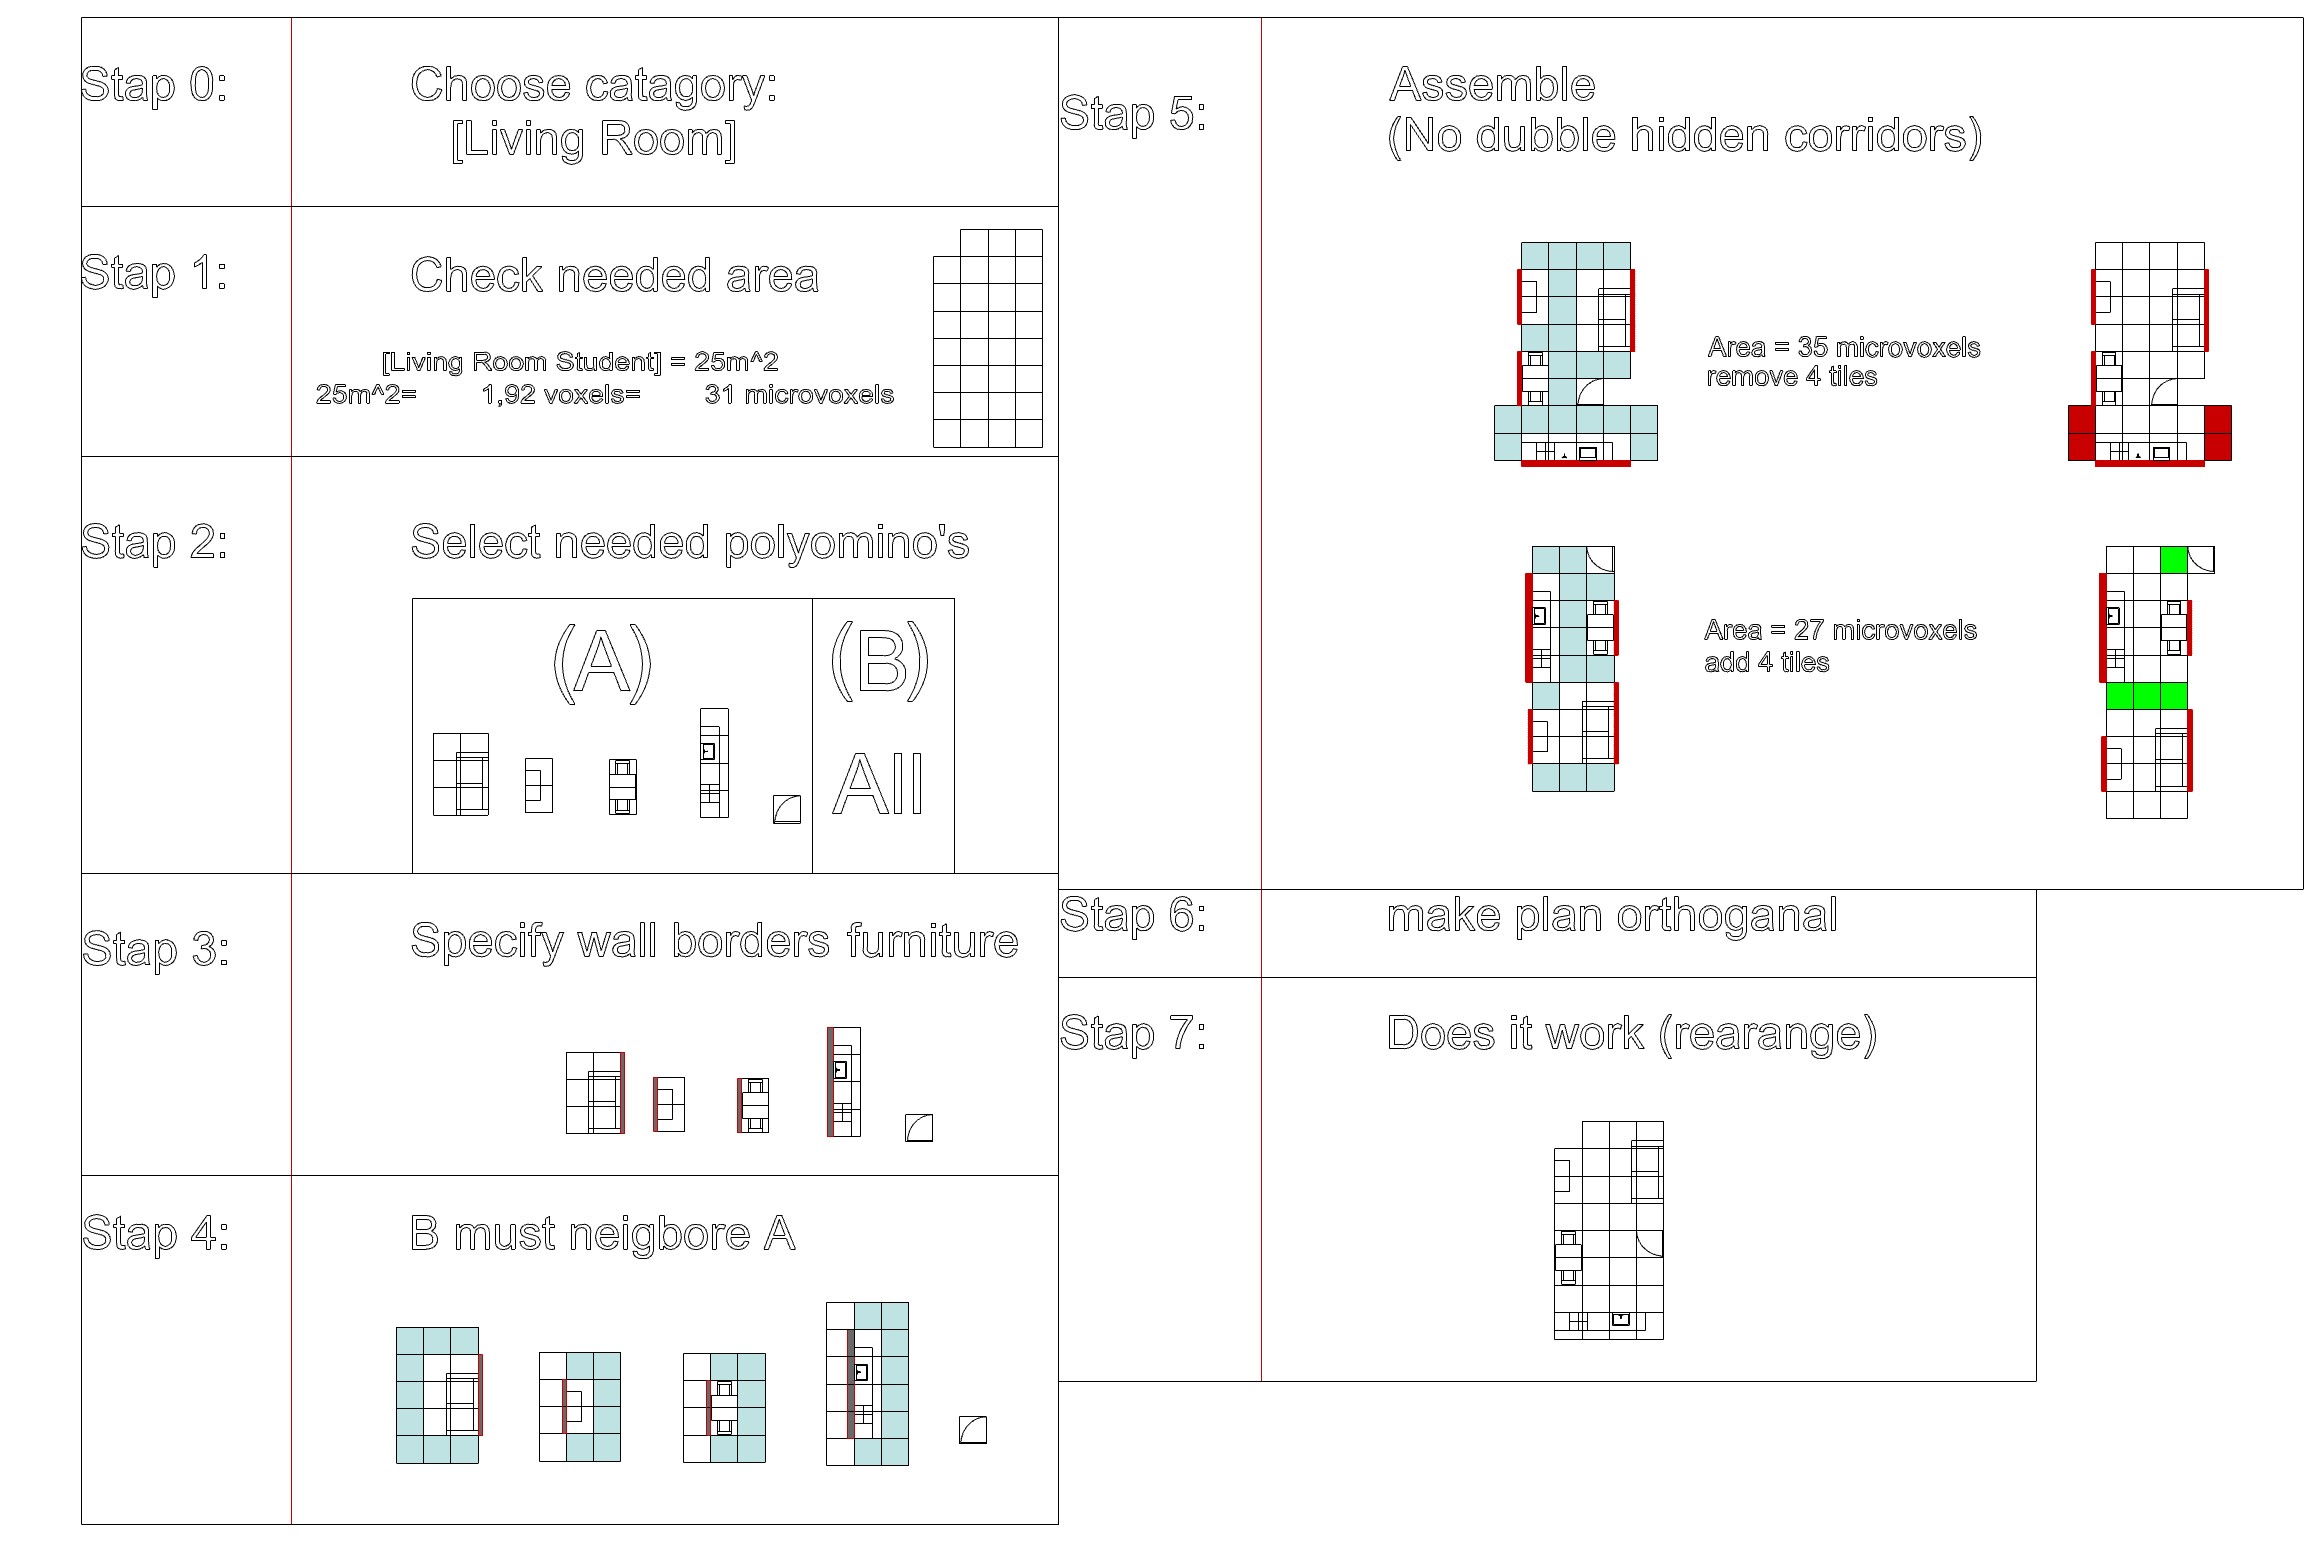 Stap 0:
Choose catagory:
[Living Room]
Stap 1:
Check needed area
[Living Room Student] = 25m^2
25m^2= 1,92 voxels= 31 microvoxels
Stap 2:
Select needed polyomino's
(A)
(B)
All
Stap 3:
Specify wall borders furniture
Stap 4:
B must neigbore A
Stap 5:
Assemble
(No dubble hidden corridors)
Area = 35 microvoxels
remove 4 tiles
Area = 27 microvoxels
add 4 tiles
Stap 6:
make plan orthoganal
Stap 7:
Does it work (rearange)